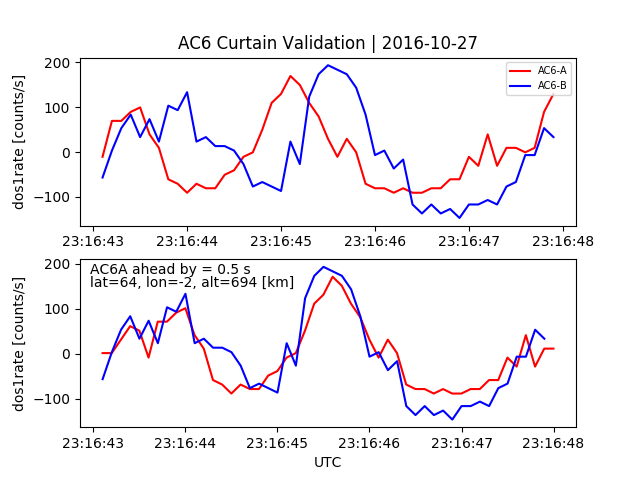 AC6 Curtain Validation | 2016-10-27
dos1rate [counts/s]
200
100
0
−100
AC6-A
AC6-B
23:16:43 23:16:44 23:16:45 23:16:46 23:16:47 23:16:48
dos1rate [counts/s]
200
100
0
−100
AC6A ahead by = 0.5 s
lat=64, lon=-2, alt=694 [km]
23:16:43 23:16:44 23:16:45 23:16:46 23:16:47 23:16:48
UTC